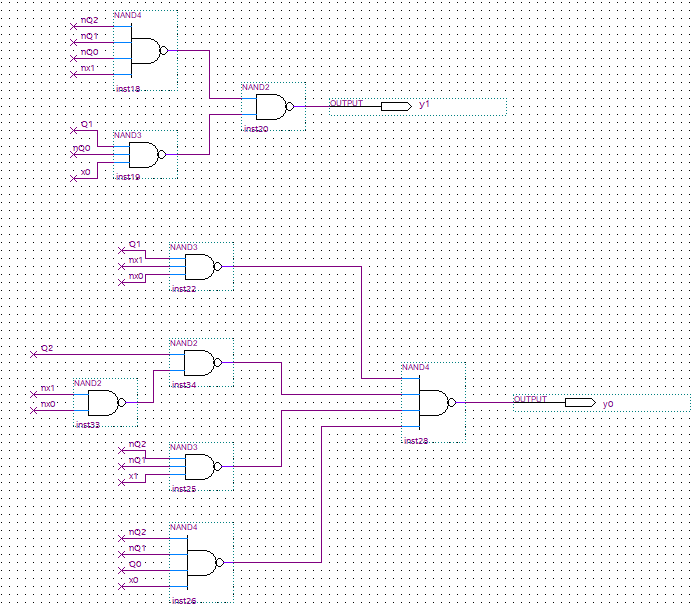 NAND4
nQ2
nQ1
nQ0
nx1
inst18
NAND2
OUTPUT
y1
inst20
Q1
NAND3
nQ0
x0
inst19
Q1
NAND3
nx1
nx0
inst22
Q2
NAND2
inst34
nx1
NAND2
nx0
inst33
NAND4
OUTPUT
y0
inst28
nQ2
NAND3
nQ1
x1
inst25
NAND4
nQ2
nQ1
Q0
x0
inst26